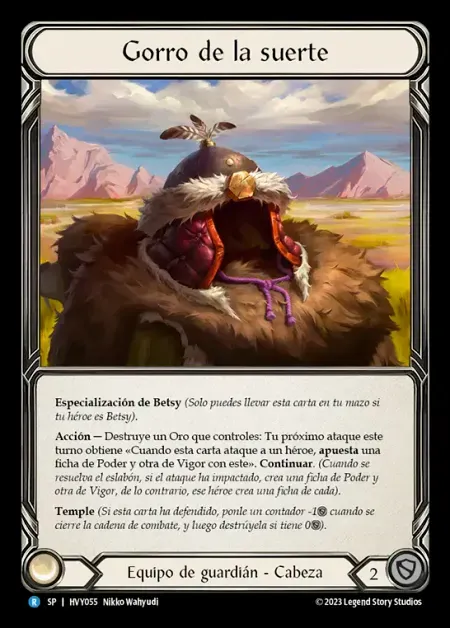 Gorro de la suerte
Especialización de Betsy (Solo puedes llevar esta carta en tu mazo si
tu héroe es Betsy).
Acción — Destruye un Oro que controles: Tu próximo ataque este
turno obtiene «Cuando esta carta ataque a un héroe, apuesta una
ficha de Poder y otra de Vigor con este». Continuar. (Cuando se
resuelva el eslabón, si el ataque ha impactado, crea una ficha de Poder y
otra de Vigor, de lo contrario, ese héroe crea una ficha de cada).
Temple (Si esta carta ha defendido, ponle un contador -1 cuando se
cierre la cadena de combate, y luego destrúyela si tiene 0).
Equipo de guardián - Cabeza
2
R SP | HVY055 Nikko Wahyudi
© 2023 Legend Story Studios